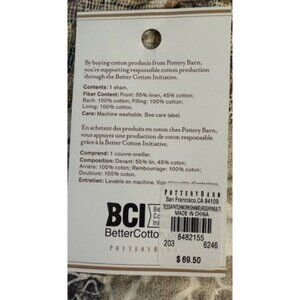 By buying cotton products from Pottery Barn,
you're supporting responsible cotton production
through the Better Cotton Initiative.
Contents: 1 sham.
Fiber Content: Front: 55% linen, 45% cotton;
Back: 100% cotton; Filling: 100% cotton;
Lining: 100% cotton.
Care: Machine washable. See care label.
En achetant des produits en coton chez Pottery Barn,
vous appuyez une production de coton responsable
grâce à la Better Cotton Initiative.
Comprend: 1 couvre-oreiller.
Composition: Devant: 55% lin, 45% coton;
Arrière: 100% coton; Rembourrage: 100% coton;
Doublure: 100% coton.
Entretien: Lavable en machine. Voir l'étiquette d'entretien.
POTTERY BARN
San Francisco, CA 94109
MADE IN CHINA
8482155
203 6246
$ 69.50
BCI
BetterCotto
POTTERY B